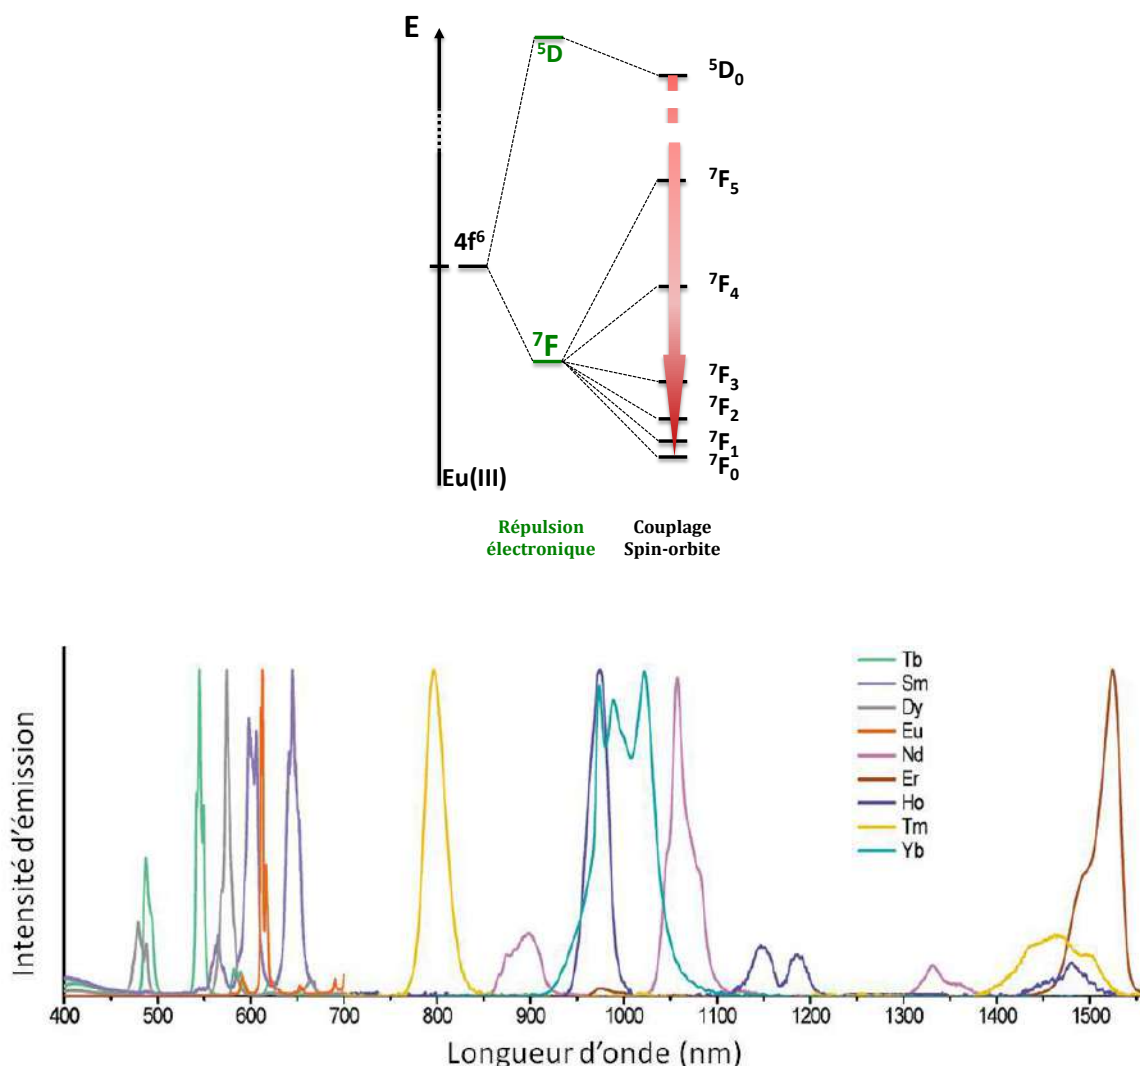 E
⁵D
⁵D₀
⁷F₅
4f⁶
⁷F₄
⁷F
⁷F₃
⁷F₂
⁷F₁
⁷F₀
Eu(III)
Répulsion
électronique
Couplage
Spin-orbite
Intensité d'émission
Tb
Sm
Dy
Eu
Nd
Er
Ho
Tm
Yb
400 500 600 700 800 900 1000 1100 1200 1300 1400 1500
Longueur d'onde (nm)